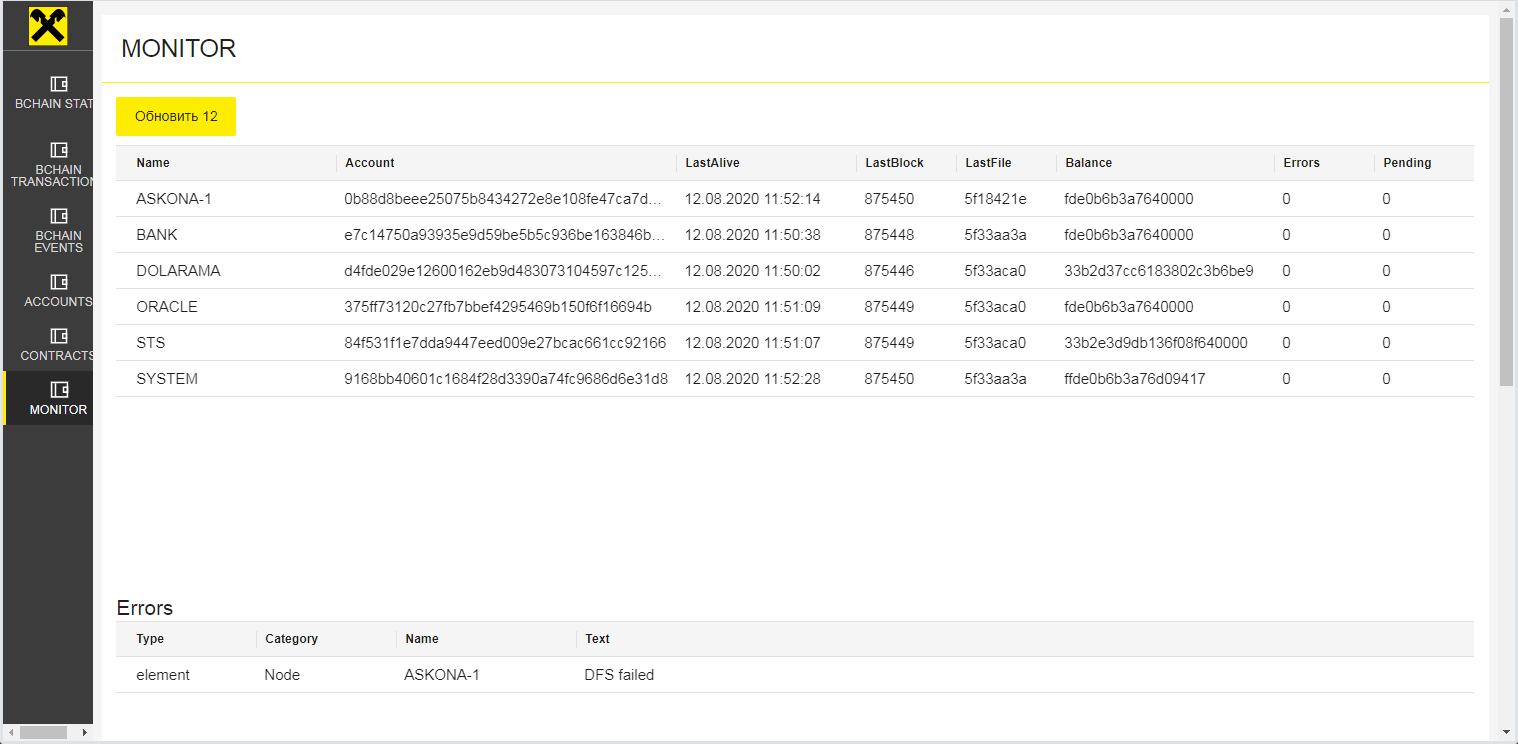 MONITOR
BCHAIN STAT
BCHAIN
TRANSACTION
BCHAIN
EVENTS
ACCOUNTS
CONTRACTS
MONITOR
Обновить 12
Name Account LastAlive LastBlock LastFile Balance Errors Pending
ASKONA-1 0b88d8beee25075b8434272e8e108fe47ca7d... 12.08.2020 11:52:14 875450 5f18421e fde0b6b3a7640000 0 0
BANK e7c14750a93935e9d59be5b5c936be163846b... 12.08.2020 11:50:38 875448 5f33aa3a fde0b6b3a7640000 0 0
DOLARAMA d4fde029e12600162eb9d483073104597c125... 12.08.2020 11:50:02 875446 5f33aca0 33b2d37cc6183802c3b6be9 0 0
ORACLE 375ff73120c27fb7bbef4295469b150f6f16694b 12.08.2020 11:51:09 875449 5f33aca0 fde0b6b3a7640000 0 0
STS 84f531f1e7dda9447eed009e27bcac661cc92166 12.08.2020 11:51:07 875449 5f33aca0 33b2e3d9db136f08f640000 0 0
SYSTEM 9168bb40601c1684f28d3390a74fc9686d6e31d8 12.08.2020 11:52:28 875450 5f33aa3a ffde0b6b3a76d09417 0 0
Errors
Type Category Name Text
element Node ASKONA-1 DFS failed